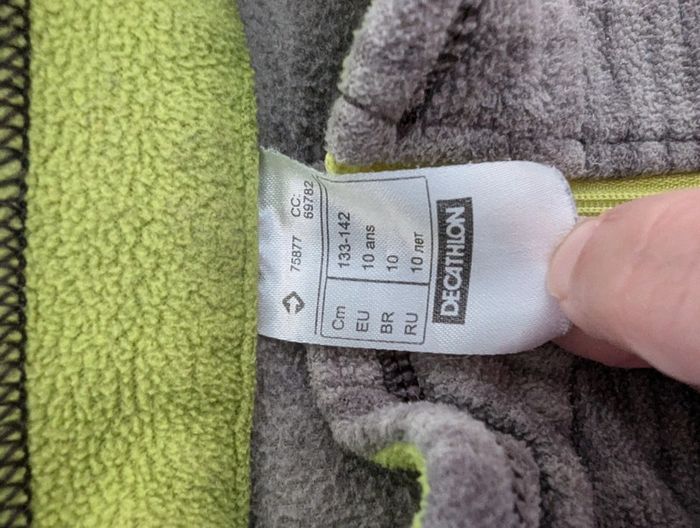 DECATHLON
RU 10 лет
BR 10
EU 10 ans
Cm 133-142
75877 CC:
69782